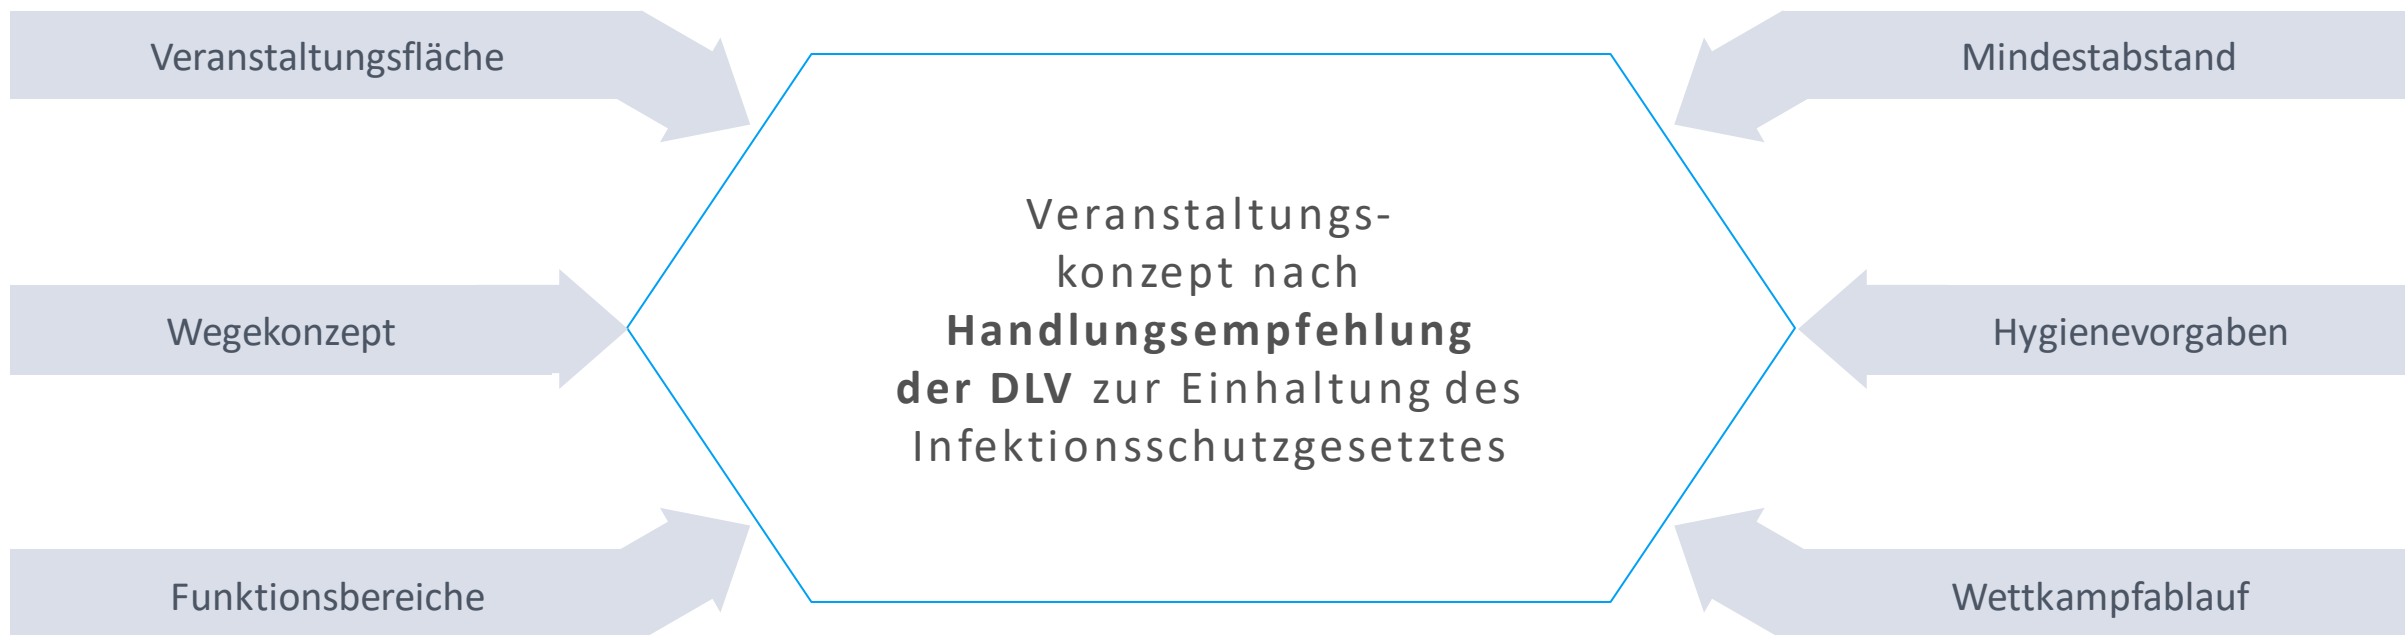 Veranstaltungsfläche
Wegekonzept
Funktionsbereiche
Veranstaltungs-
konzept nach
Handlungsempfehlung
der DLV zur Einhaltung des
Infektionsschutzgesetztes
Mindestabstand
Hygienevorgaben
Wettkampfablauf